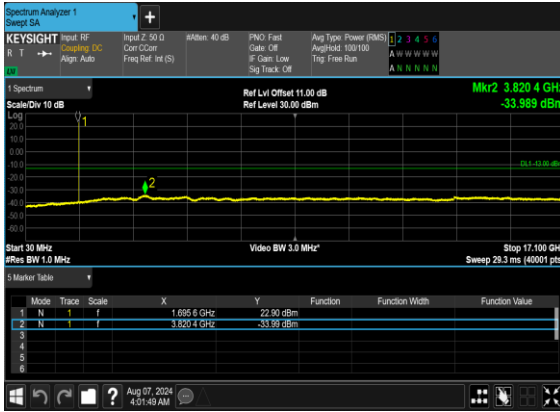 Spectrum Analyzer 1
Swept SA
+
KEYSIGHT Input: RF Input Z: 50 Ω #Atten: 40 dB PNO: Fast Avg Type: Power (RMS) 1 2 3 4 5 6
R T Coupling: DC Corr CCorr Gate: Off Avg|Hold: 100/100 A W W W W W
Align: Auto Freq Ref: Int (S) IF Gain: Low Trig: Free Run
Sig Track: Off A N N N N N
1 Spectrum
Ref Lvl Offset 11.00 dB Mkr2 3.820 4 GHz
Scale/Div 10 dB Ref Level 30.00 dBm -33.989 dBm
Log
20.0
10.0
0.00
-10.0
-20.0
-30.0
-40.0
-50.0
-60.0
1
2
DL1 -13.00 dBm
Start 30 MHz Video BW 3.0 MHz* Stop 17.100 GH
#Res BW 1.0 MHz Sweep 29.3 ms (40001 pts
5 Marker Table
Mode Trace Scale X Y Function Function Width Function Value
1 N 1 f 1.695 6 GHz 22.90 dBm
2 N 1 f 3.820 4 GHz -33.99 dBm
3
4
5
6
?
Aug 07, 2024
4:01:49 AM